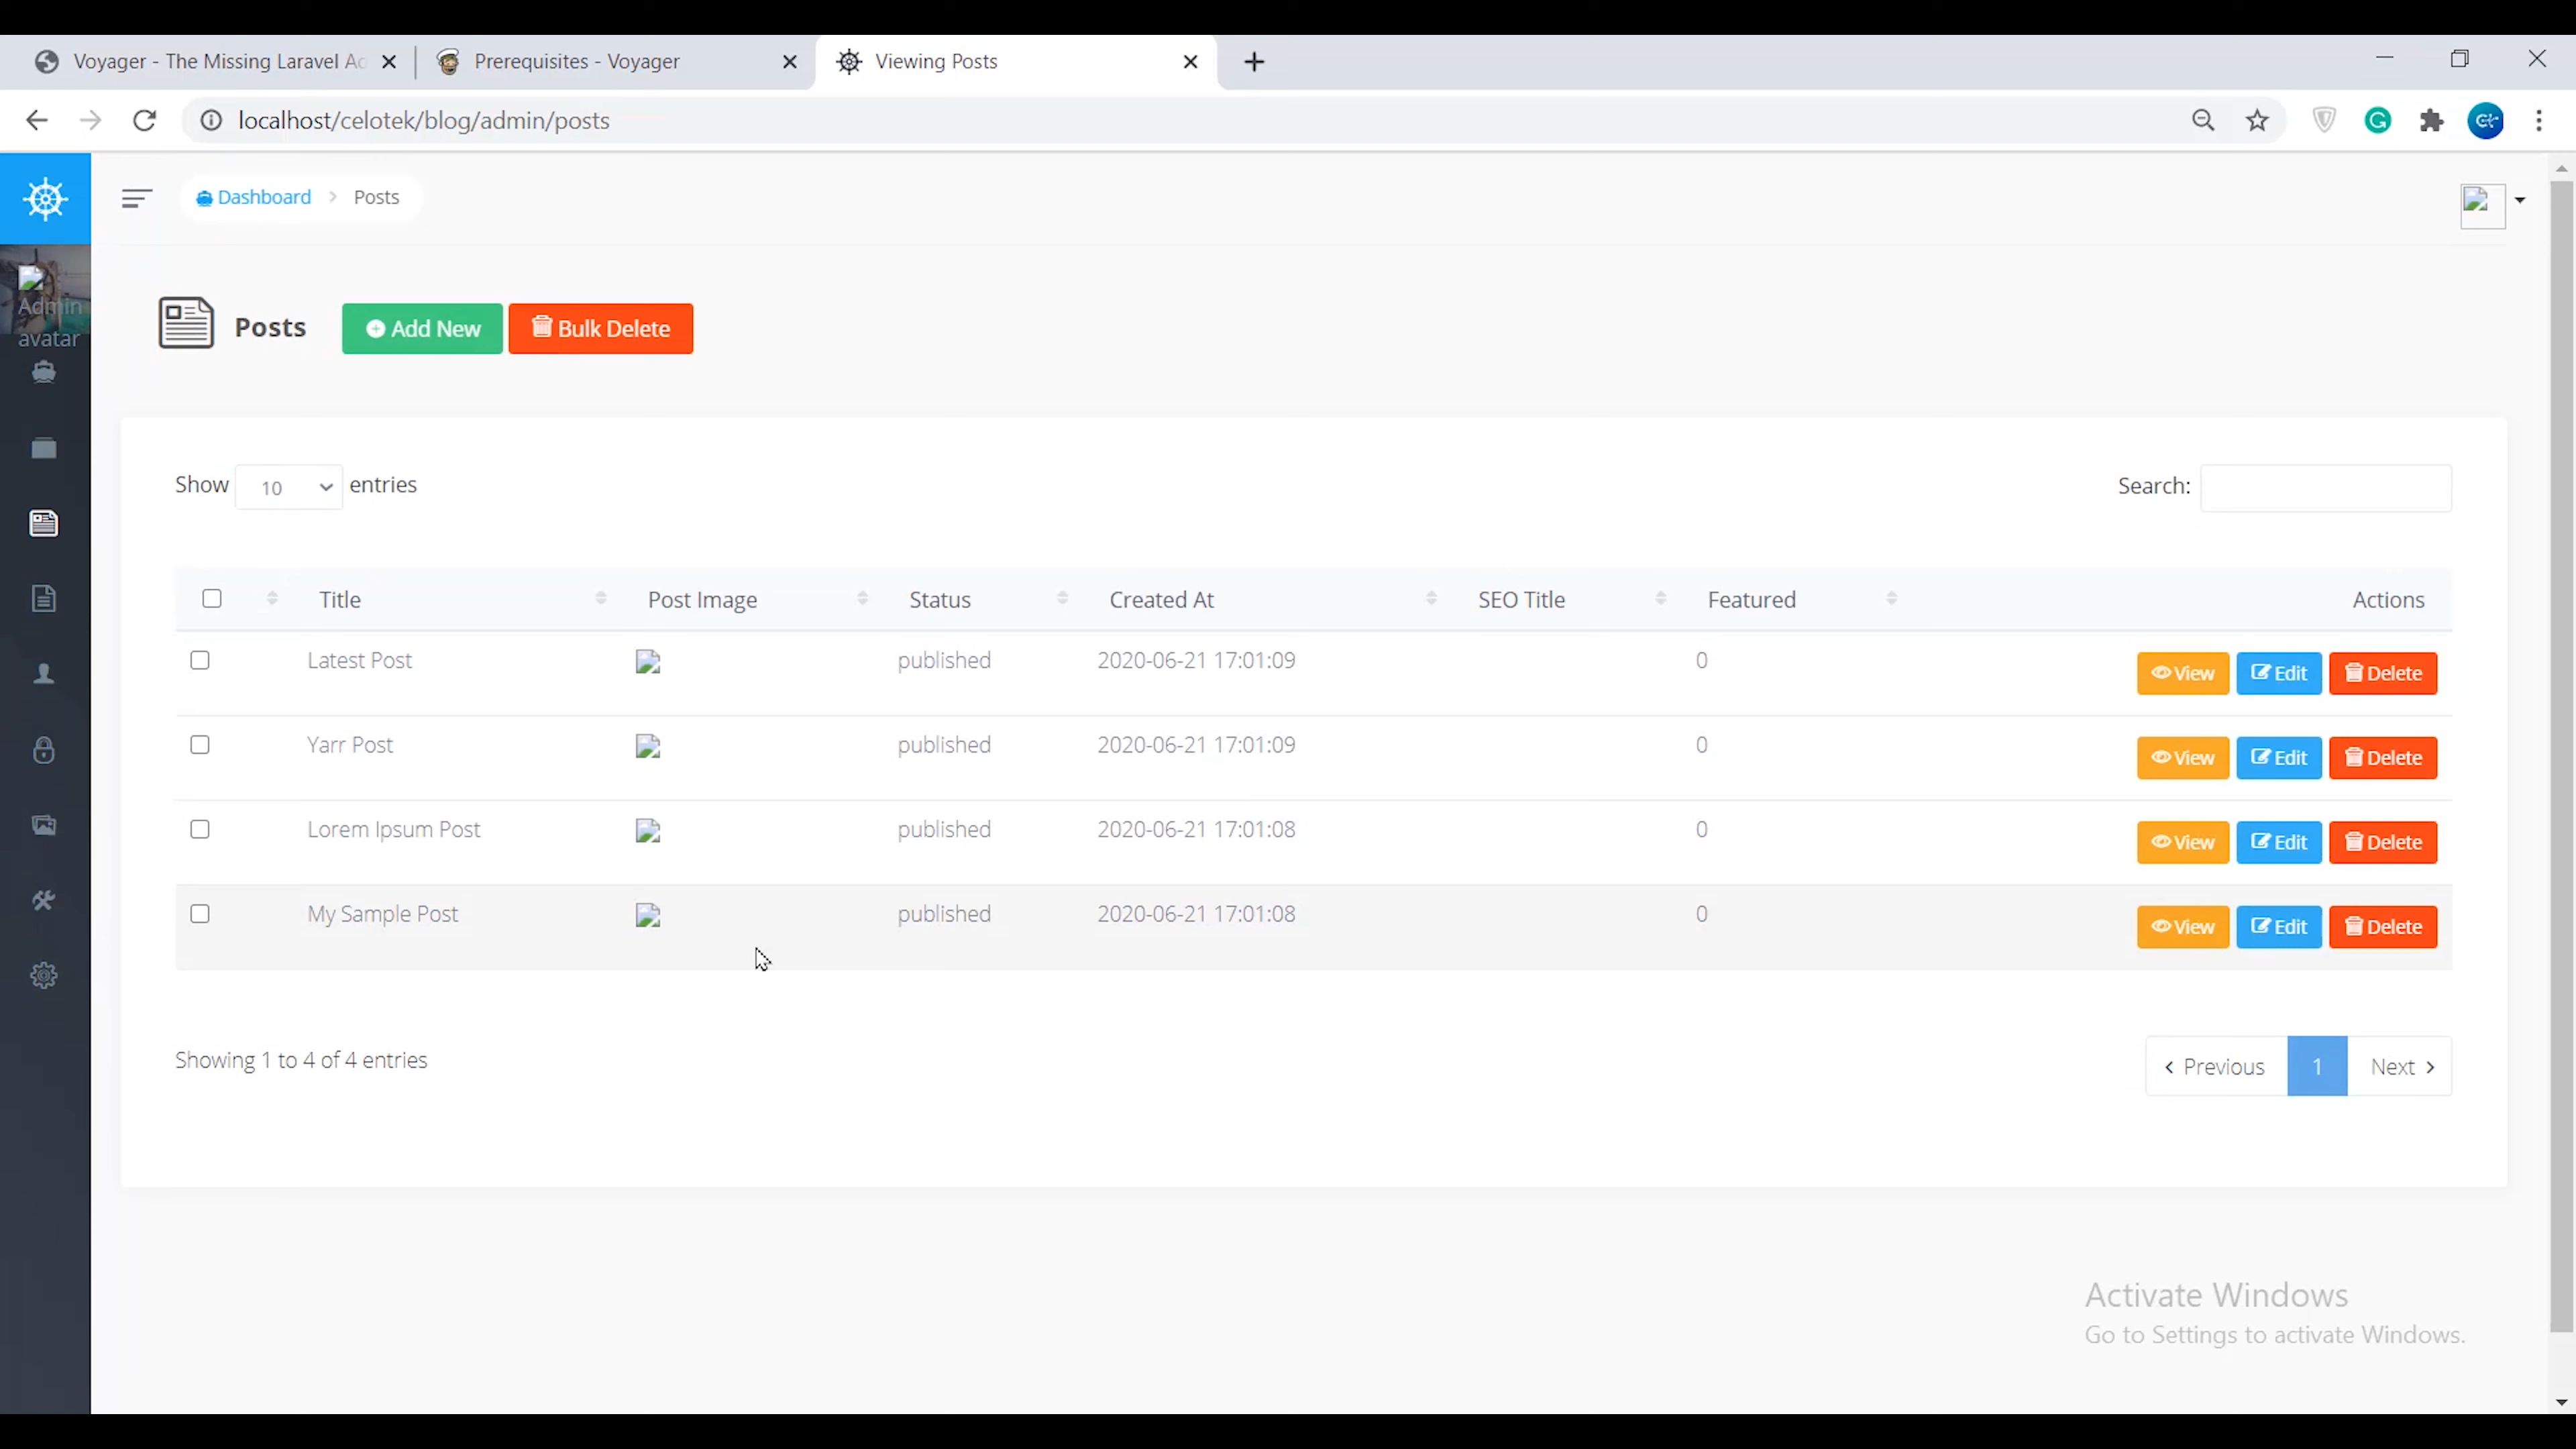 Voyager - The Missing Laravel Ad
Prerequisites - Voyager
Viewing Posts
localhost/celotek/blog/admin/posts
Dashboard > Posts
Admin
avatar
Posts
Add New
Bulk Delete
Show 10 entries
Search:
Title Post Image Status Created At SEO Title Featured Actions
Latest Post published 2020-06-21 17:01:09 0 View Edit Delete
Yarr Post published 2020-06-21 17:01:09 0 View Edit Delete
Lorem Ipsum Post published 2020-06-21 17:01:08 0 View Edit Delete
My Sample Post published 2020-06-21 17:01:08 0 View Edit Delete
Showing 1 to 4 of 4 entries
‹ Previous 1 Next ›
Activate Windows
Go to Settings to activate Windows.